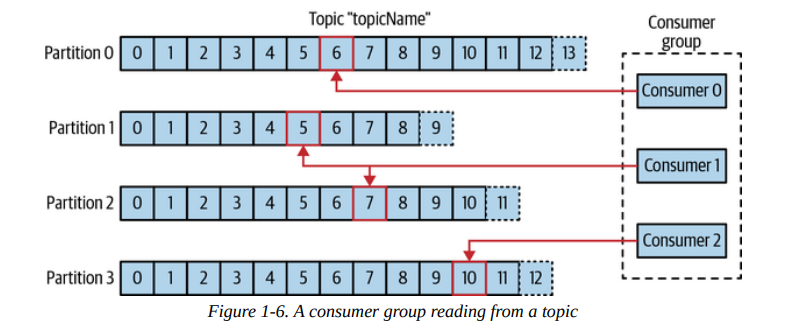 Topic "topicName"
Consumer
group
Partition 0 0 1 2 3 4 5 6 7 8 9 10 11 12 13
Consumer 0
Partition 1 0 1 2 3 4 5 6 7 8 9
Consumer 1
Partition 2 0 1 2 3 4 5 6 7 8 9 10 11
Consumer 2
Partition 3 0 1 2 3 4 5 6 7 8 9 10 11 12
Figure 1-6. A consumer group reading from a topic